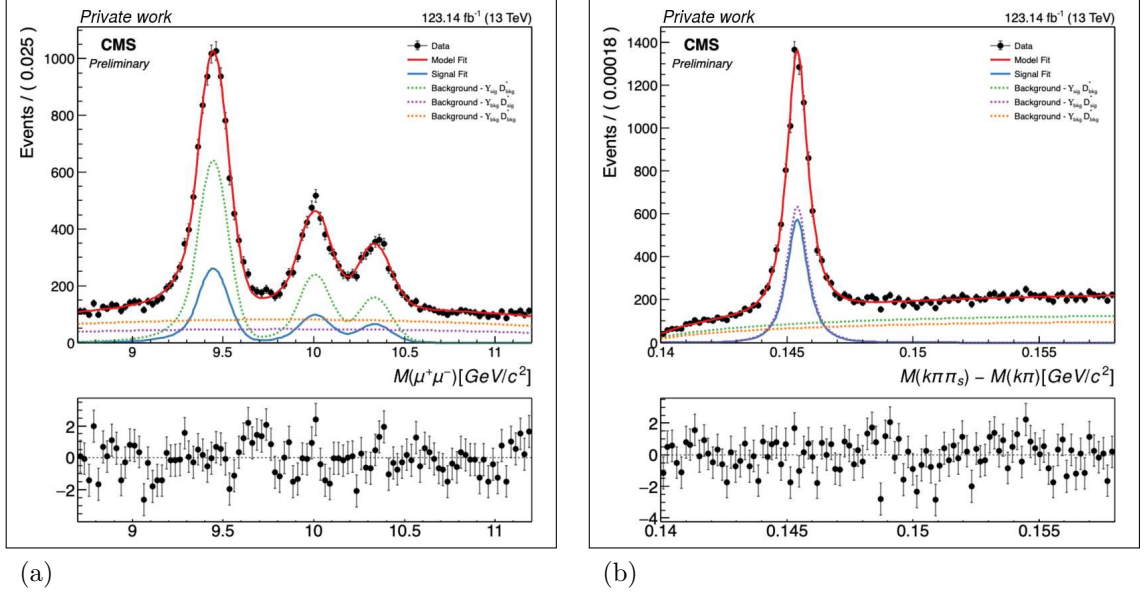 Private work
123.14 fb⁻¹ (13 TeV)
CMS
Preliminary
Data
Model Fit
Signal Fit
Background - Υsig D*bkg
Background - Υbkg D*sig
Background - Υbkg D*bkg
Events / ( 0.025)
1000
800
600
400
200
0
9 9.5 10 10.5 11
M(μ⁺μ⁻)[GeV/c²]
2
0
−2
9 9.5 10 10.5 11
(a)
Private work
123.14 fb⁻¹ (13 TeV)
CMS
Preliminary
Data
Model Fit
Signal Fit
Background - Υsig D*bkg
Background - Υbkg D*sig
Background - Υbkg D*bkg
Events / ( 0.00018)
1400
1200
1000
800
600
400
200
0
0.14 0.145 0.15 0.155
M(kππs) − M(kπ)[GeV/c²]
2
0
−2
−4
0.14 0.145 0.15 0.155
(b)